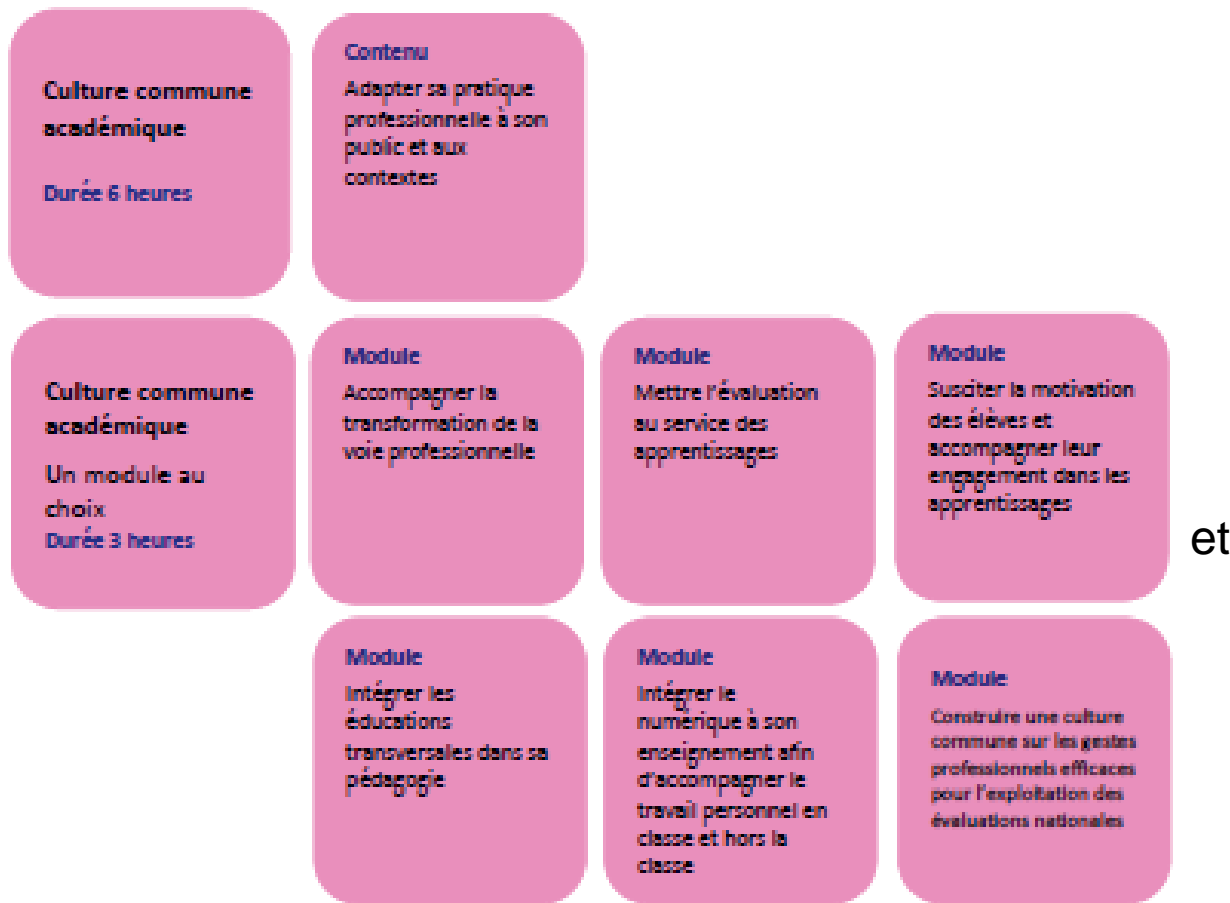 Culture commune
académique
Durée 6 heures
Contenu
Adapter sa pratique
professionnelle à son
public et aux
contextes
Culture commune
académique
Un module au
choix
Durée 3 heures
Module
Accompagner la
transformation de la
voie professionnelle
Module
Mettre l'évaluation
au service des
apprentissages
Module
Susciter la motivation
des élèves et
accompagner leur
engagement dans les
apprentissages
et
Module
Intégrer les
éducations
transversales dans sa
pédagogie
Module
Intégrer le
numérique à son
enseignement afin
d'accompagner le
travail personnel en
classe et hors la
classe
Module
Construire une culture
commune sur les gestes
professionnels efficaces
pour l'exploitation des
évaluations nationales